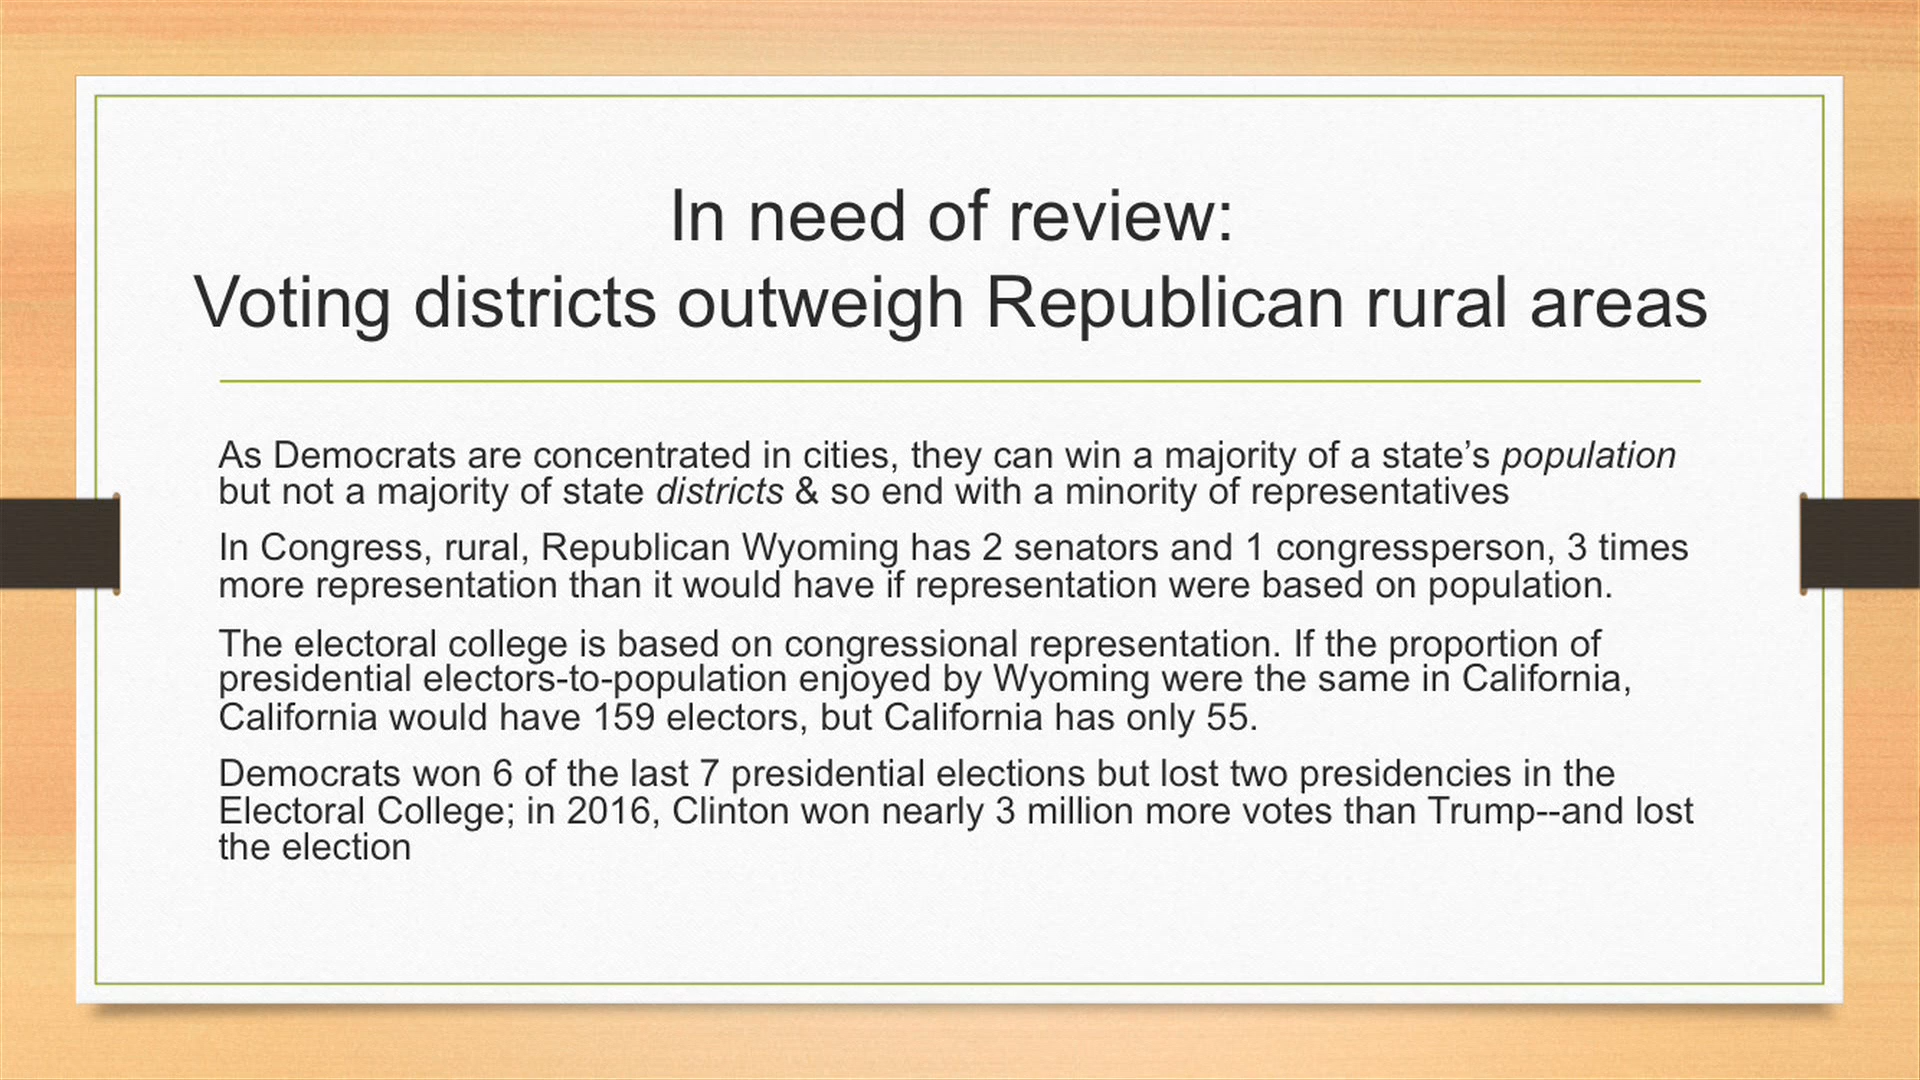 In need of review:
Voting districts outweigh Republican rural areas
As Democrats are concentrated in cities, they can win a majority of a state’s population
but not a majority of state districts & so end with a minority of representatives
In Congress, rural, Republican Wyoming has 2 senators and 1 congressperson, 3 times
more representation than it would have if representation were based on population.
The electoral college is based on congressional representation. If the proportion of
presidential electors-to-population enjoyed by Wyoming were the same in California,
California would have 159 electors, but California has only 55.
Democrats won 6 of the last 7 presidential elections but lost two presidencies in the
Electoral College; in 2016, Clinton won nearly 3 million more votes than Trump--and lost
the election